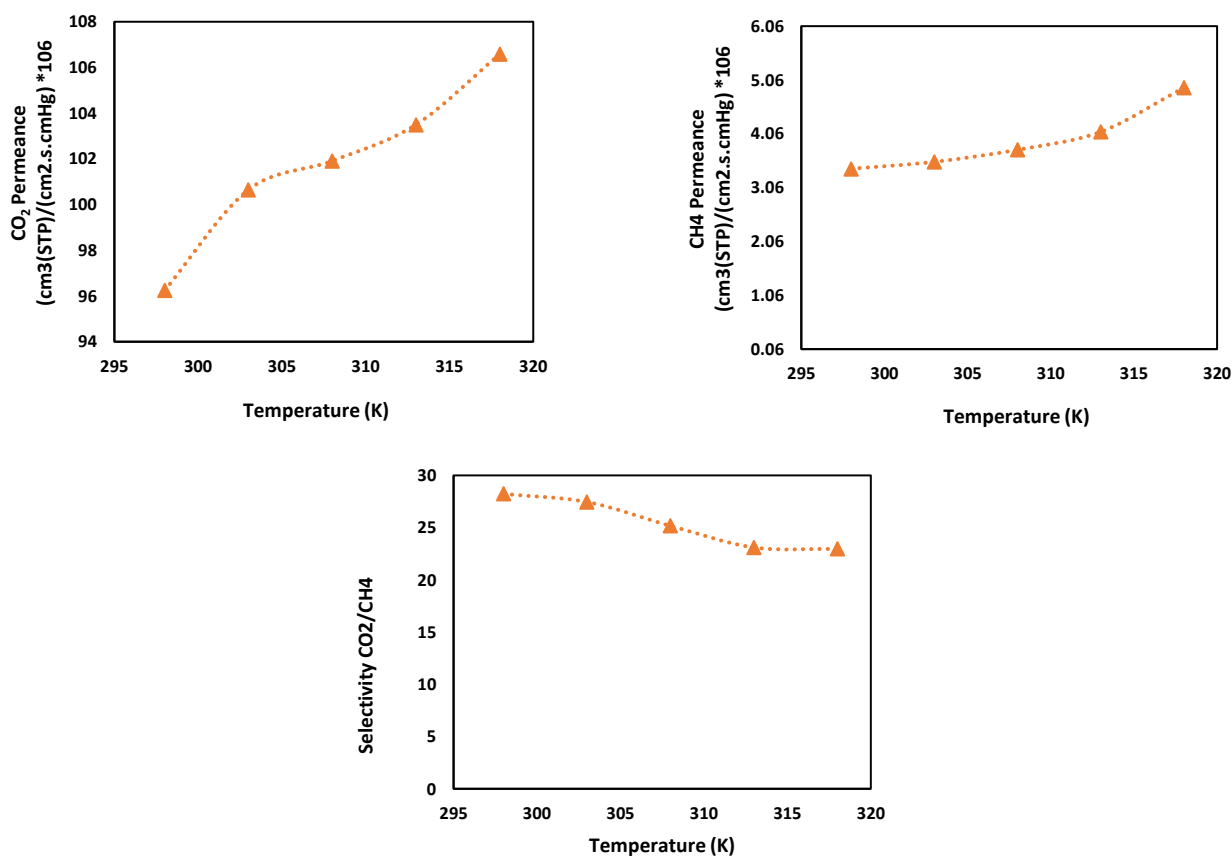 CO₂ Permeance
(cm3(STP)/(cm2.s.cmHg) *106
108
106
104
102
100
98
96
94
295 300 305 310 315 320
Temperature (K)
CH4 Permeance
(cm3(STP)/(cm2.s.cmHg) *106
6.06
5.06
4.06
3.06
2.06
1.06
0.06
295 300 305 310 315 320
Temperature (K)
Selectivity CO2/CH4
30
25
20
15
10
5
0
295 300 305 310 315 320
Temperature (K)